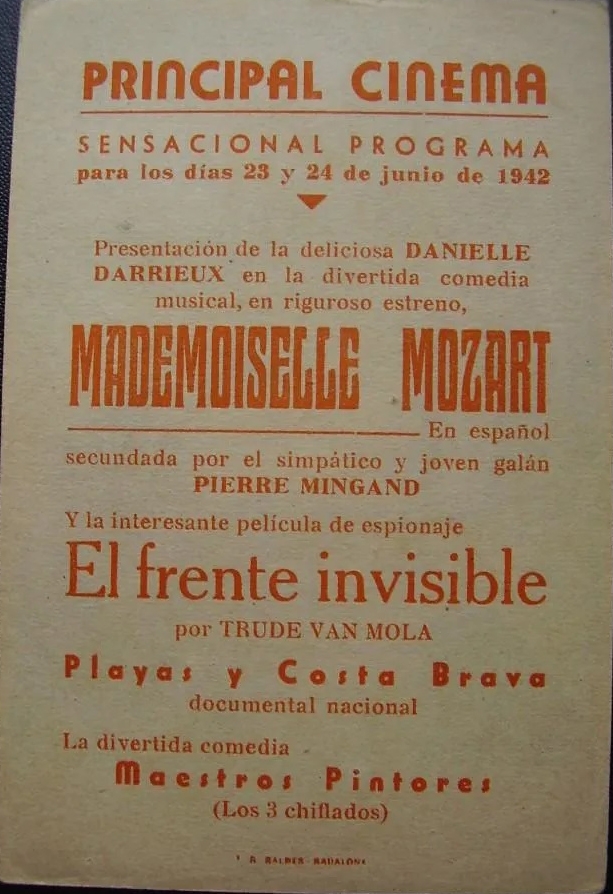 PRINCIPAL CINEMA
SENSACIONAL PROGRAMA
para los días 23 y 24 de junio de 1942
Presentación de la deliciosa DANIELLE
DARRIEUX en la divertida comedia
musical, en riguroso estreno,
MADEMOISELLE MOZART
En español
secundada por el simpático y joven galán
PIERRE MINGAND
Y la interesante película de espionaje
El frente invisible
por TRUDE VAN MOLA
Playas y Costa Brava
documental nacional
La divertida comedia
Maestros Pintores
(Los 3 chiflados)
BADALONA